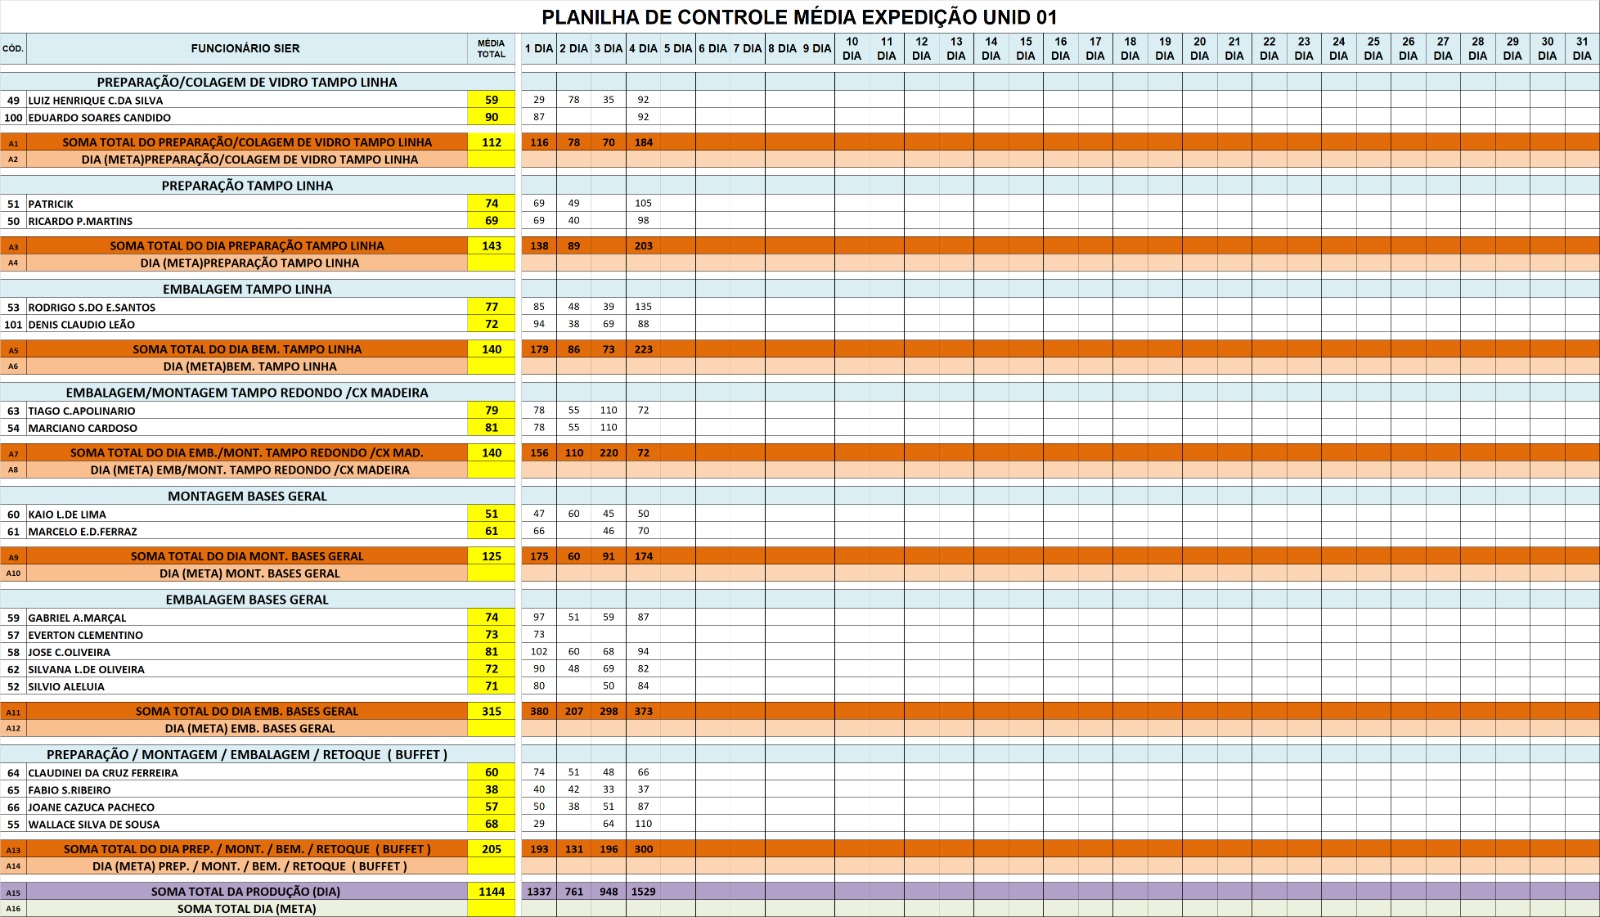 PLANILHA DE CONTROLE MÉDIA EXPEDIÇÃO UNID 01
CÓD. FUNCIONÁRIO SIER MÉDIA TOTAL 1 DIA 2 DIA 3 DIA 4 DIA 5 DIA 6 DIA 7 DIA 8 DIA 9 DIA 10 DIA 11 DIA 12 DIA 13 DIA 14 DIA 15 DIA 16 DIA 17 DIA 18 DIA 19 DIA 20 DIA 21 DIA 22 DIA 23 DIA 24 DIA 25 DIA 26 DIA 27 DIA 28 DIA 29 DIA 30 DIA 31 DIA
PREPARAÇÃO/COLAGEM DE VIDRO TAMPO LINHA
49 LUIZ HENRIQUE C.DA SILVA 59 29 78 35 92
100 EDUARDO SOARES CANDIDO 90 87 92
A1 SOMA TOTAL DO PREPARAÇÃO/COLAGEM DE VIDRO TAMPO LINHA 112 116 78 70 184
A2 DIA (META)PREPARAÇÃO/COLAGEM DE VIDRO TAMPO LINHA
PREPARAÇÃO TAMPO LINHA
51 PATRICIK 74 69 49 105
50 RICARDO P.MARTINS 69 69 40 98
A3 SOMA TOTAL DO DIA PREPARAÇÃO TAMPO LINHA 143 138 89 203
A4 DIA (META)PREPARAÇÃO TAMPO LINHA
EMBALAGEM TAMPO LINHA
53 RODRIGO S.DO E.SANTOS 77 85 48 39 135
101 DENIS CLAUDIO LEÃO 72 94 38 69 88
A5 SOMA TOTAL DO DIA BEM. TAMPO LINHA 140 179 86 73 223
A6 DIA (META)BEM. TAMPO LINHA
EMBALAGEM/MONTAGEM TAMPO REDONDO /CX MADEIRA
63 TIAGO C.APOLINARIO 79 78 55 110 72
54 MARCIANO CARDOSO 81 78 55 110
A7 SOMA TOTAL DO DIA EMB./MONT. TAMPO REDONDO /CX MAD. 140 156 110 220 72
A8 DIA (META) EMB/MONT. TAMPO REDONDO /CX MADEIRA
MONTAGEM BASES GERAL
60 KAIO L.DE LIMA 51 47 60 45 50
61 MARCELO E.D.FERRAZ 61 66 46 70
A9 SOMA TOTAL DO DIA MONT. BASES GERAL 125 175 60 91 174
A10 DIA (META) MONT. BASES GERAL
EMBALAGEM BASES GERAL
59 GABRIEL A.MARÇAL 74 97 51 59 87
57 EVERTON CLEMENTINO 73 73
58 JOSE C.OLIVEIRA 81 102 60 68 94
62 SILVANA L.DE OLIVEIRA 72 90 48 69 82
52 SILVIO ALELUIA 71 80 50 84
A11 SOMA TOTAL DO DIA EMB. BASES GERAL 315 380 207 298 373
A12 DIA (META) EMB. BASES GERAL
PREPARAÇÃO / MONTAGEM / EMBALAGEM / RETOQUE ( BUFFET )
64 CLAUDINEI DA CRUZ FERREIRA 60 74 51 48 66
65 FABIO S.RIBEIRO 38 40 42 33 37
66 JOANE CAZUCA PACHECO 57 50 38 51 87
55 WALLACE SILVA DE SOUSA 68 29 64 110
A13 SOMA TOTAL DO DIA PREP. / MONT. / BEM. / RETOQUE ( BUFFET ) 205 193 131 196 300
A14 DIA (META) PREP. / MONT. / BEM. / RETOQUE ( BUFFET )
A15 SOMA TOTAL DA PRODUÇÃO (DIA) 1144 1337 761 948 1529
A16 SOMA TOTAL DIA (META)